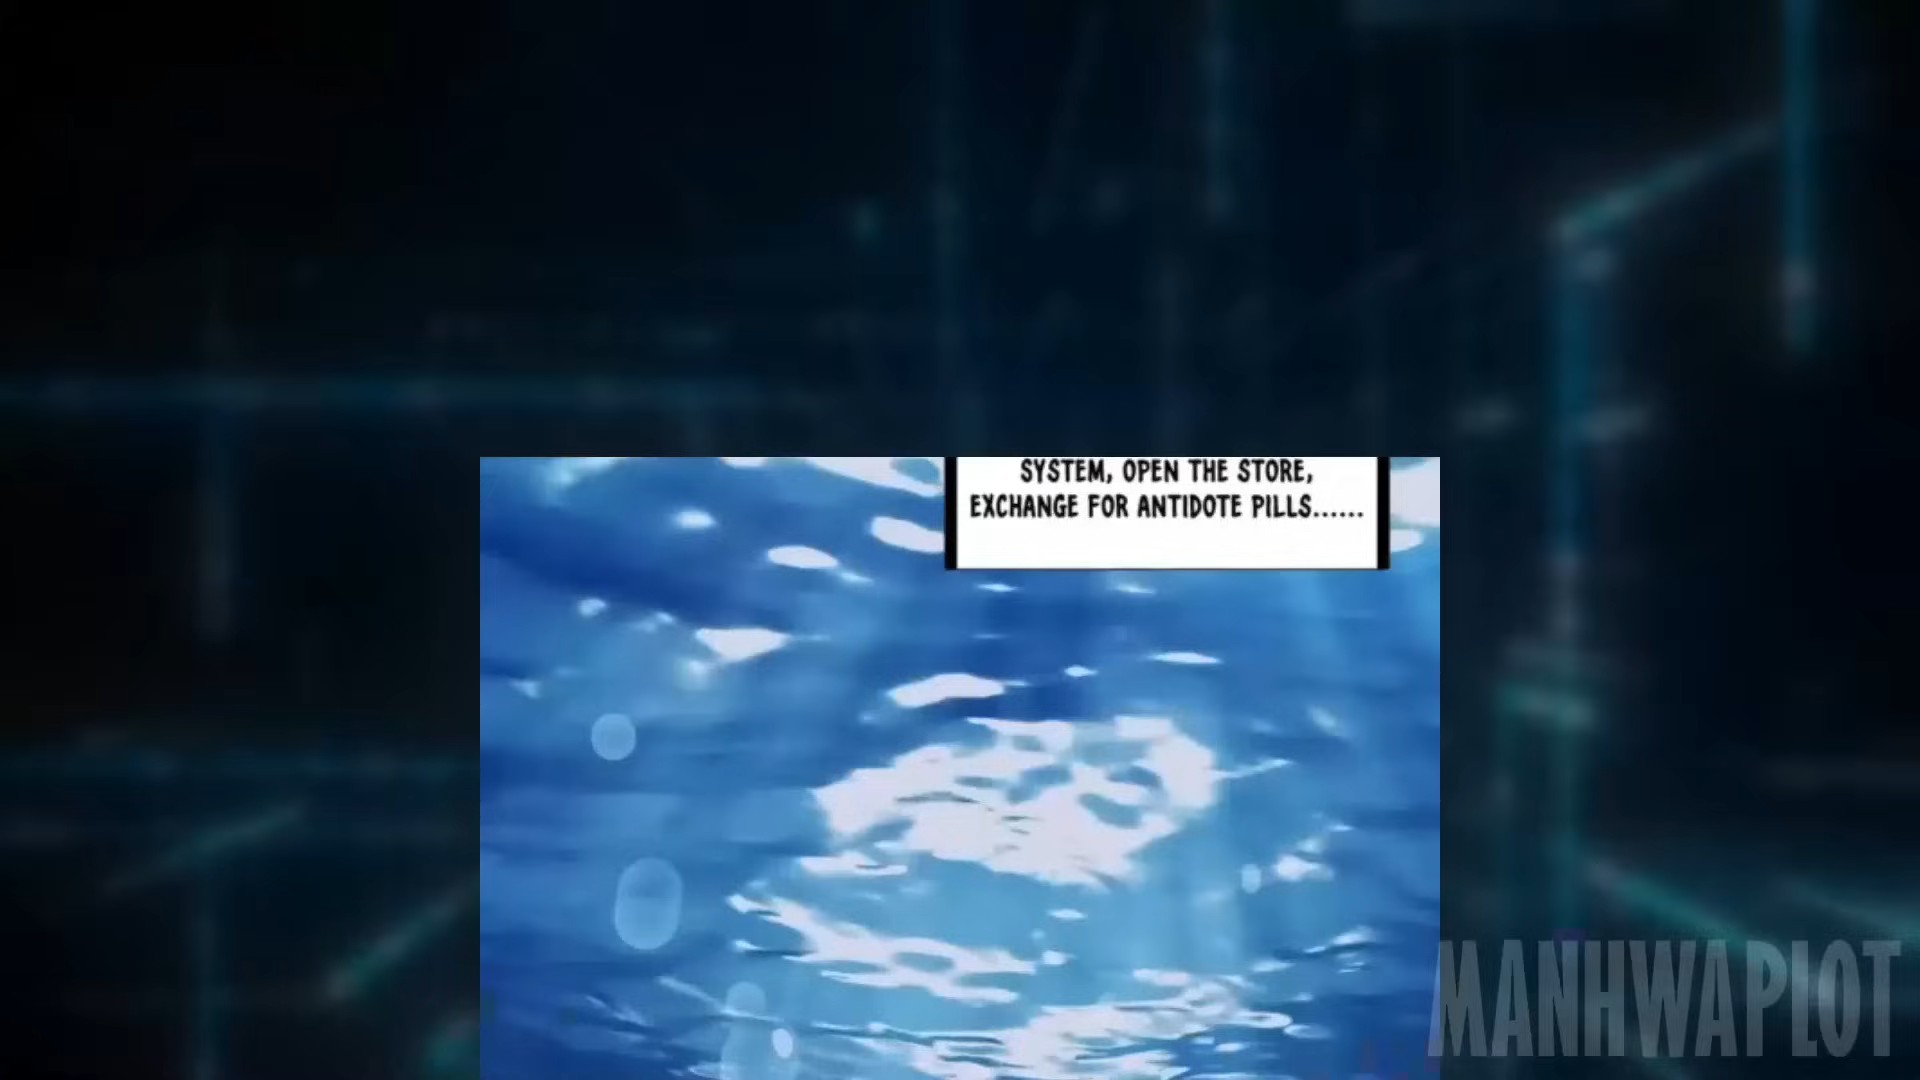 SYSTEM, OPEN THE STORE,
EXCHANGE FOR ANTIDOTE PILLS......
MANHWAPLOT